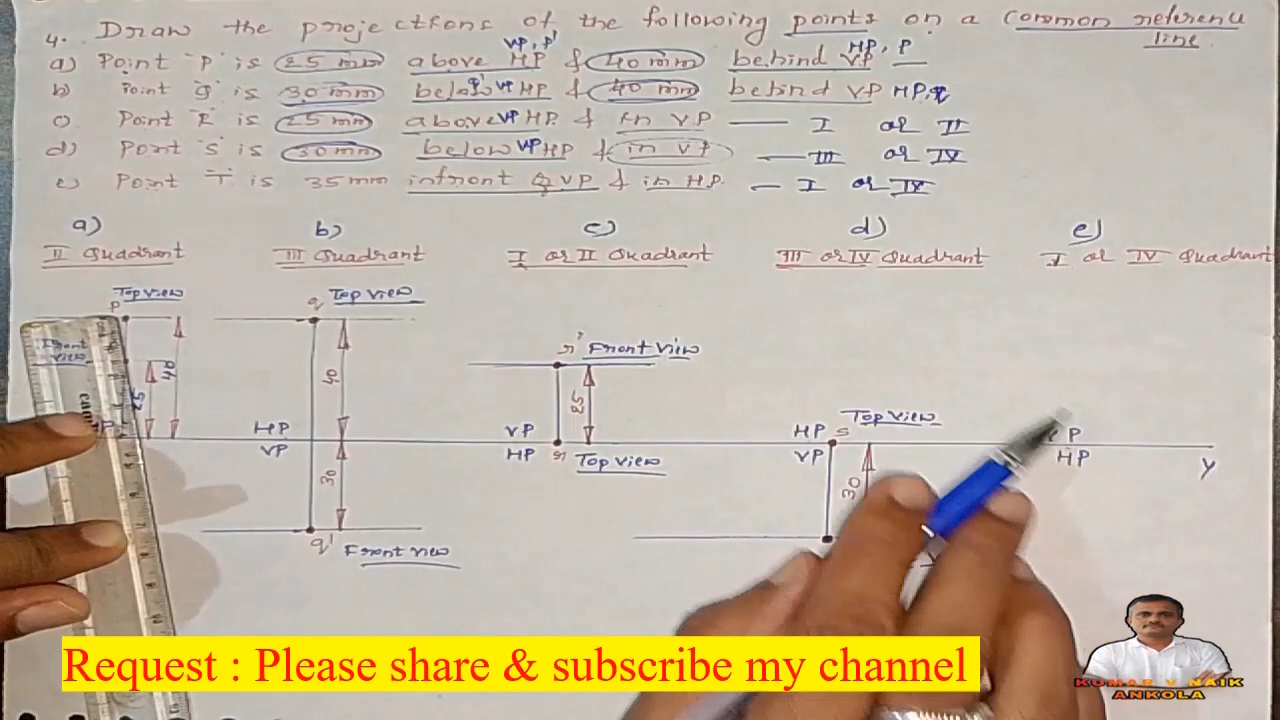 4. Draw the projections of the following points on a common reference line.
VP, p' HP, p
a) Point 'P' is 25 mm above HP & 40 mm behind VP
q' VP
b) Point 'Q' is 30 mm below HP & 40 mm behind VP HP, q
c) Point 'R' is 25 mm above VP HP & in VP — I or II
d) Point 'S' is 30 mm below VP HP & in VP — III or IV
e) Point 'T' is 35 mm infront of VP & in HP. — I or IV
a) b) c) d) e)
II Quadrant III Quadrant I or II Quadrant III or IV Quadrant I or IV Quadrant
Top View q Top View
p
Front view
r' Front View
25 40 40 25
HP VP HP S Top View P
VP HP VP HP
r Top View Y
30 30
q' Front view
Request : Please share & subscribe my channel
KUMAR V NAIK
ANKOLA